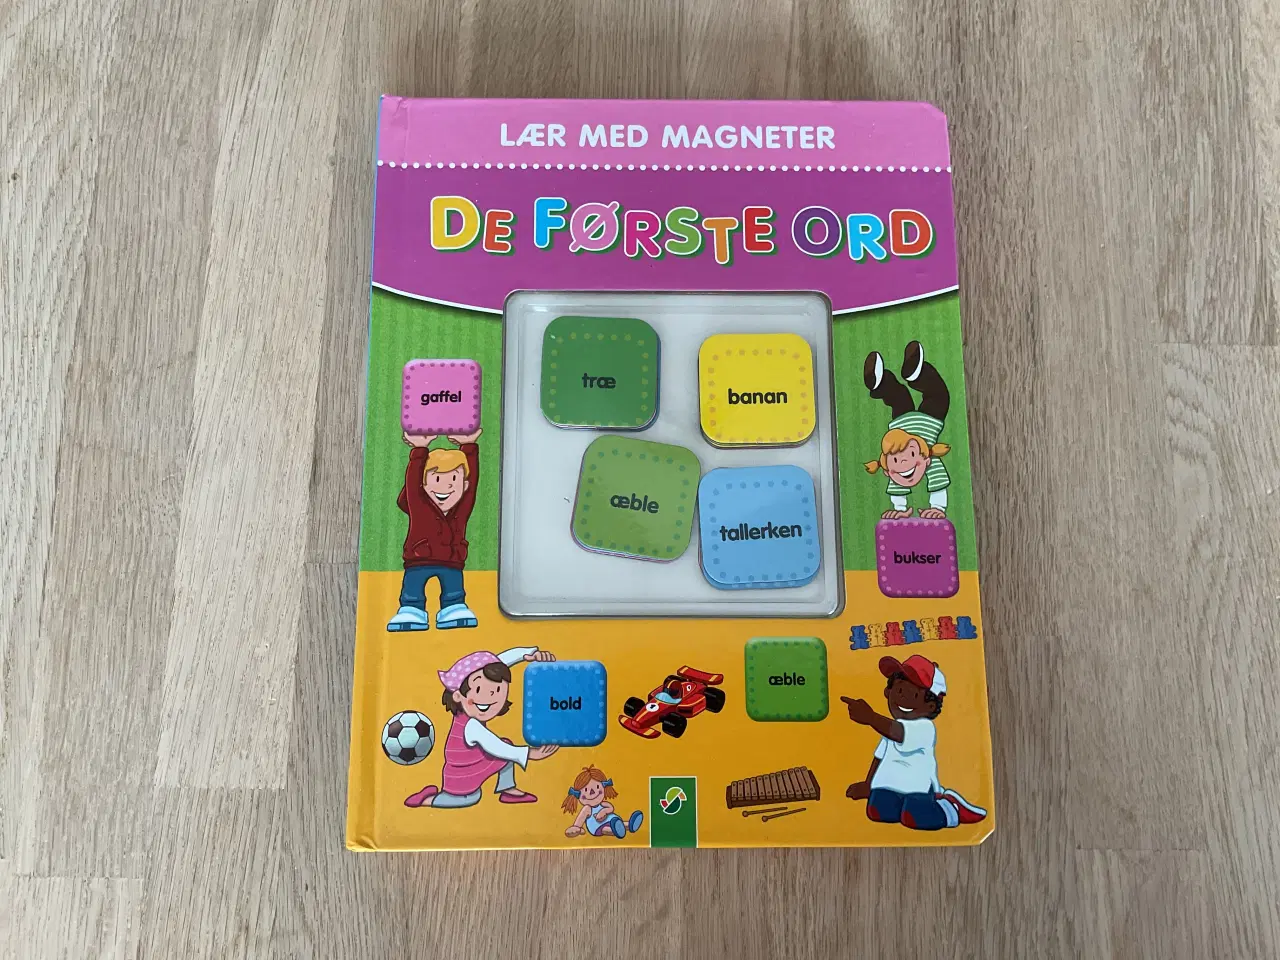 LÆR MED MAGNETER
DE FØRSTE ORD
træ
banan
gaffel
æble
tallerken
bukser
bold
æble